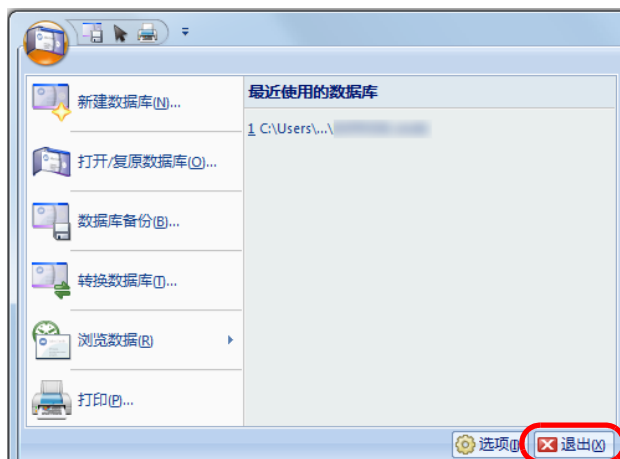 最近使用的数据库
1 C:\Users\...\
新建数据库(N)...
打开/复原数据库(O)...
数据库备份(B)...
转换数据库(T)...
浏览数据(R)
打印(P)...
选项(I)
退出(X)